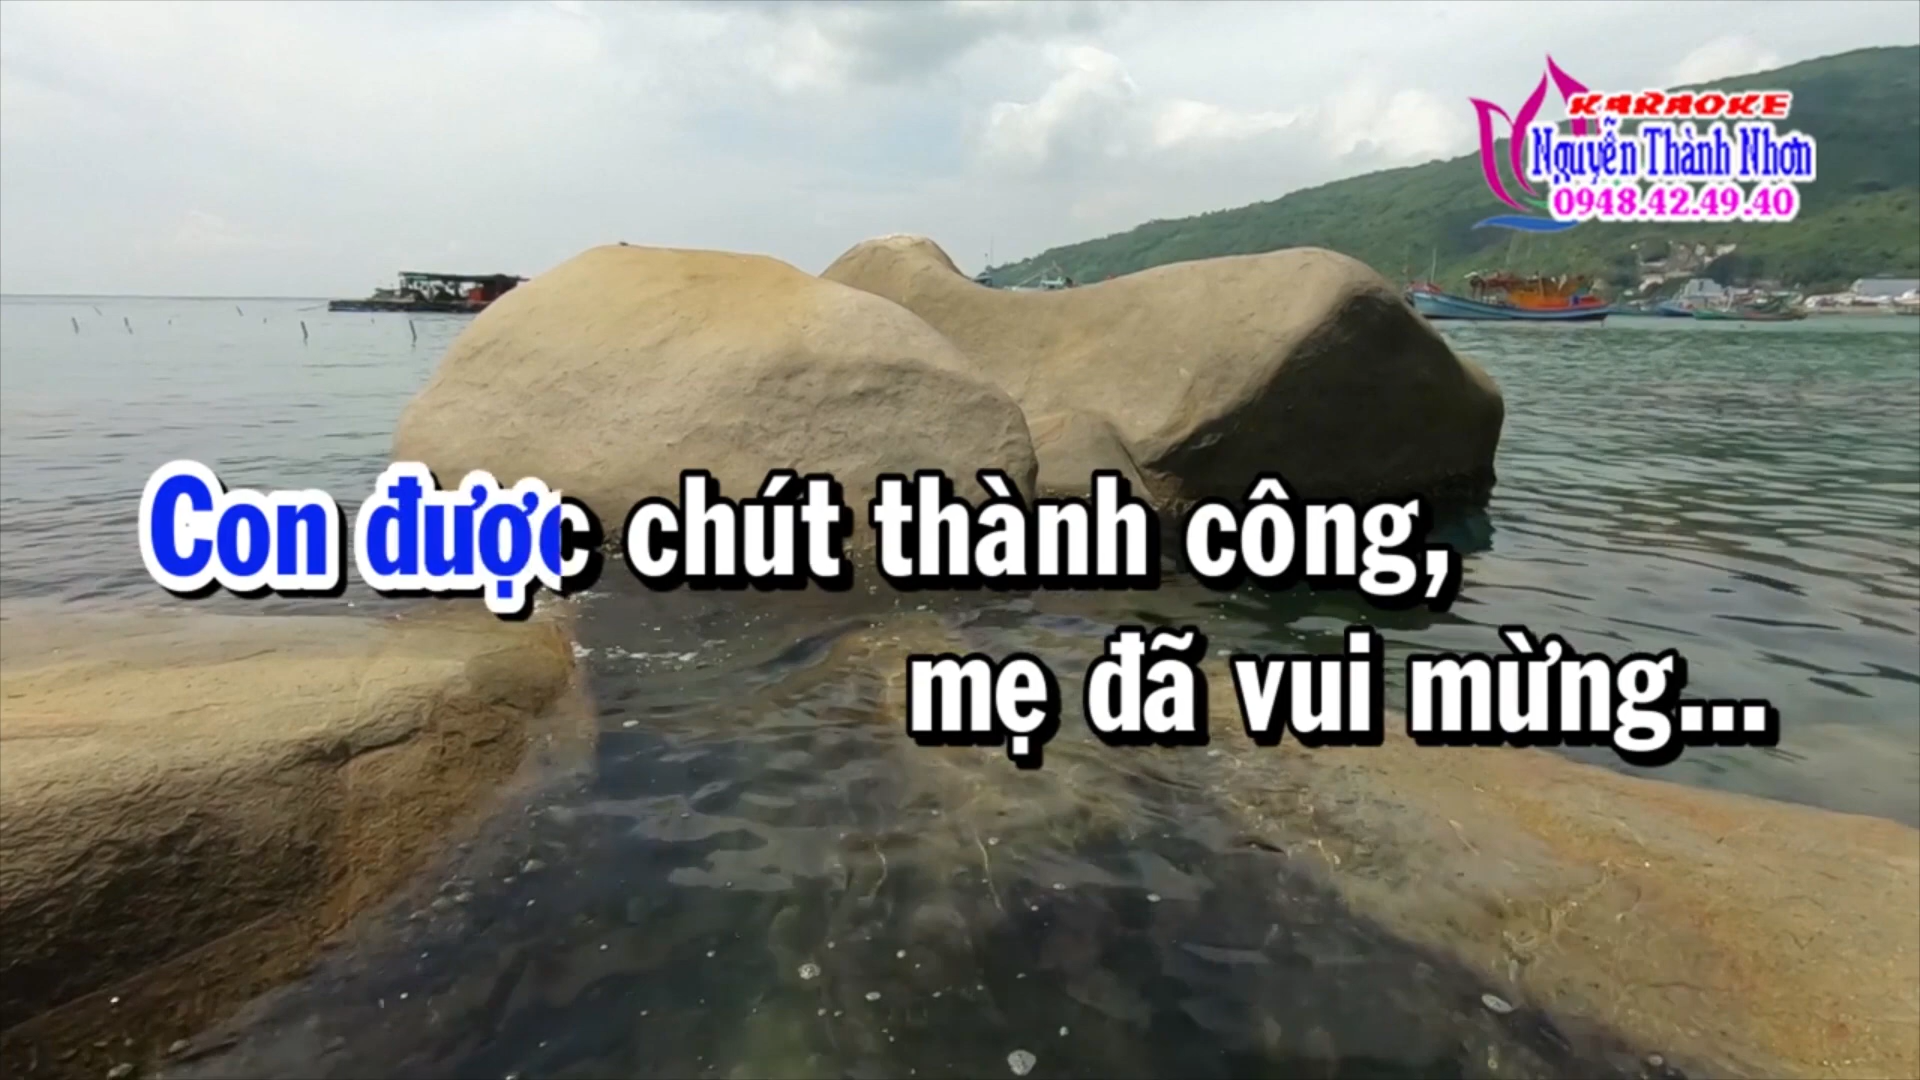 KARAOKE
Nguyễn Thành Nhơn
0948.42.49.40
Con được chút thành công,
mẹ đã vui mừng...